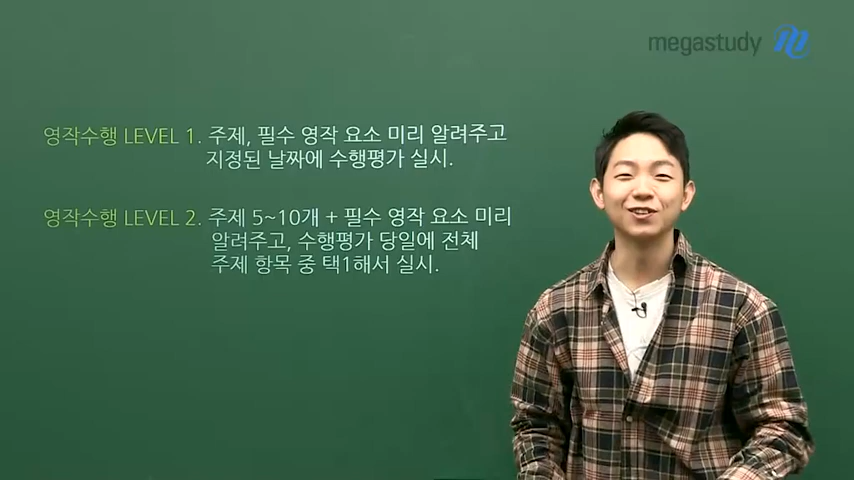 megastudy
영작수행 LEVEL 1. 주제, 필수 영작 요소 미리 알려주고
지정된 날짜에 수행평가 실시.
영작수행 LEVEL 2. 주제 5~10개 + 필수 영작 요소 미리
알려주고, 수행평가 당일에 전체
주제 항목 중 택1해서 실시.